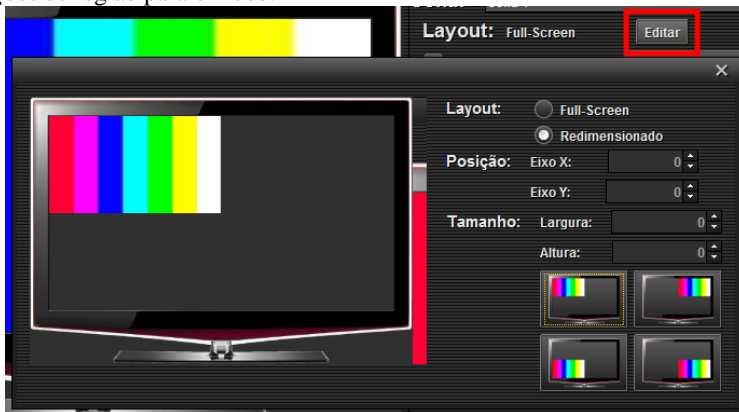 Layout: Full-Screen Editar
Layout: Full-Screen
Redimensionado
Posição: Eixo X: 0
Eixo Y: 0
Tamanho: Largura: 0
Altura: 0